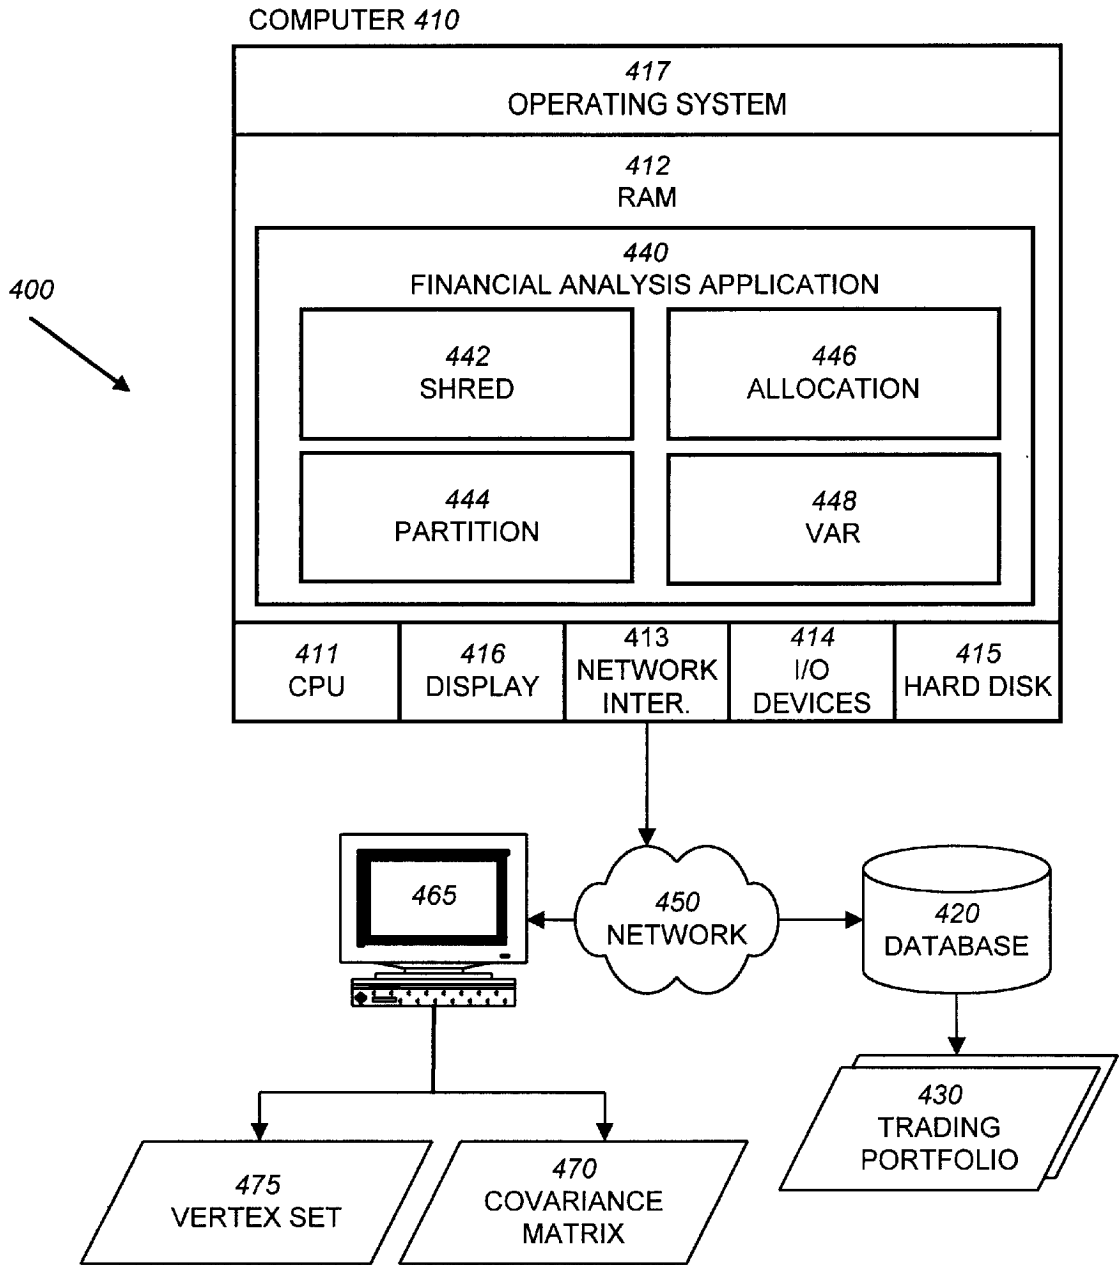 COMPUTER 410
417
OPERATING SYSTEM
412
RAM
440
FINANCIAL ANALYSIS APPLICATION
442
SHRED
446
ALLOCATION
444
PARTITION
448
VAR
411
CPU
416
DISPLAY
413
NETWORK
INTER.
414
I/O
DEVICES
415
HARD DISK
400
465
450
NETWORK
420
DATABASE
430
TRADING
PORTFOLIO
475
VERTEX SET
470
COVARIANCE
MATRIX